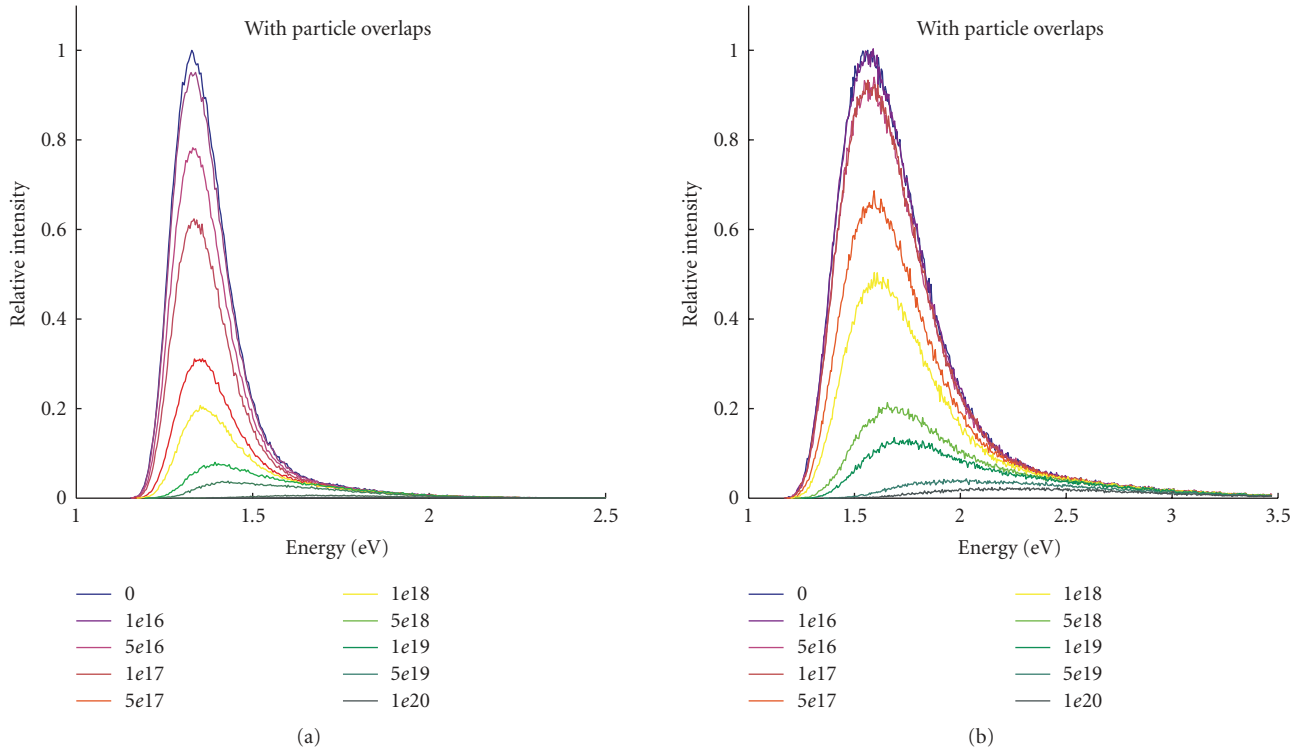 With particle overlaps
1
0.8
0.6
0.4
0.2
0
Relative intensity
1
1.5
2
2.5
Energy (eV)
0
1e16
5e16
1e17
5e17
1e18
5e18
1e19
5e19
1e20
(a)
With particle overlaps
1
0.8
0.6
0.4
0.2
0
Relative intensity
1
1.5
2
2.5
3
3.5
Energy (eV)
0
1e16
5e16
1e17
5e17
1e18
5e18
1e19
5e19
1e20
(b)